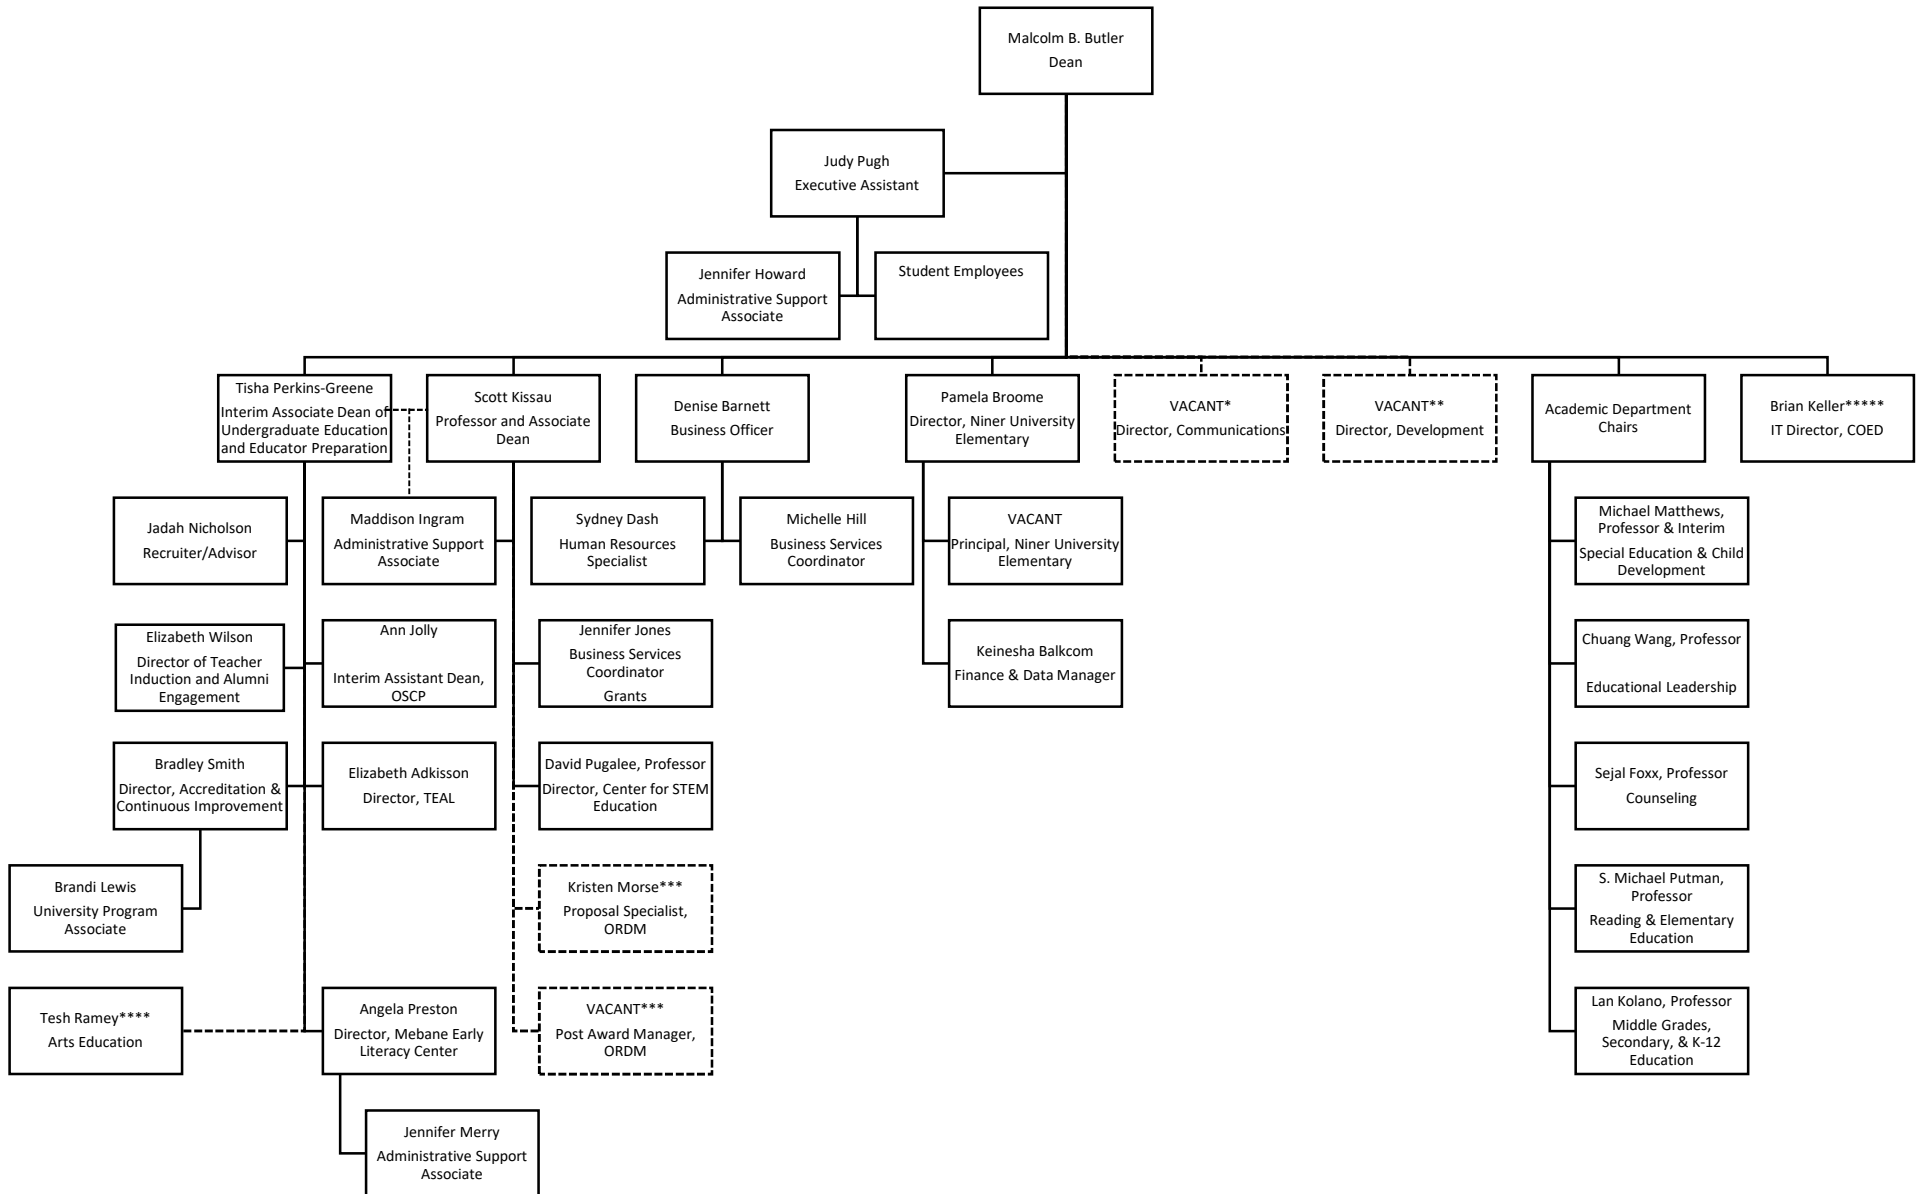 Malcolm B. Butler
Dean
Judy Pugh
Executive Assistant
Jennifer Howard
Administrative Support
Associate
Student Employees
Tisha Perkins-Greene
Interim Associate Dean of
Undergraduate Education
and Educator Preparation
Scott Kissau
Professor and Associate
Dean
Denise Barnett
Business Officer
Pamela Broome
Director, Niner University
Elementary
VACANT*
Director, Communications
VACANT**
Director, Development
Academic Department
Chairs
Brian Keller*****
IT Director, COED
Jadah Nicholson
Recruiter/Advisor
Maddison Ingram
Administrative Support
Associate
Sydney Dash
Human Resources
Specialist
Michelle Hill
Business Services
Coordinator
VACANT
Principal, Niner University
Elementary
Michael Matthews,
Professor & Interim
Special Education & Child
Development
Elizabeth Wilson
Director of Teacher
Induction and Alumni
Engagement
Ann Jolly
Interim Assistant Dean,
OSCP
Jennifer Jones
Business Services
Coordinator
Grants
Keinesha Balkcom
Finance & Data Manager
Chuang Wang, Professor
Educational Leadership
Bradley Smith
Director, Accreditation &
Continuous Improvement
Elizabeth Adkisson
Director, TEAL
David Pugalee, Professor
Director, Center for STEM
Education
Sejal Foxx, Professor
Counseling
Brandi Lewis
University Program
Associate
Kristen Morse***
Proposal Specialist,
ORDM
S. Michael Putman,
Professor
Reading & Elementary
Education
Tesh Ramey****
Arts Education
Angela Preston
Director, Mebane Early
Literacy Center
VACANT***
Post Award Manager,
ORDM
Lan Kolano, Professor
Middle Grades,
Secondary, & K-12
Education
Jennifer Merry
Administrative Support
Associate